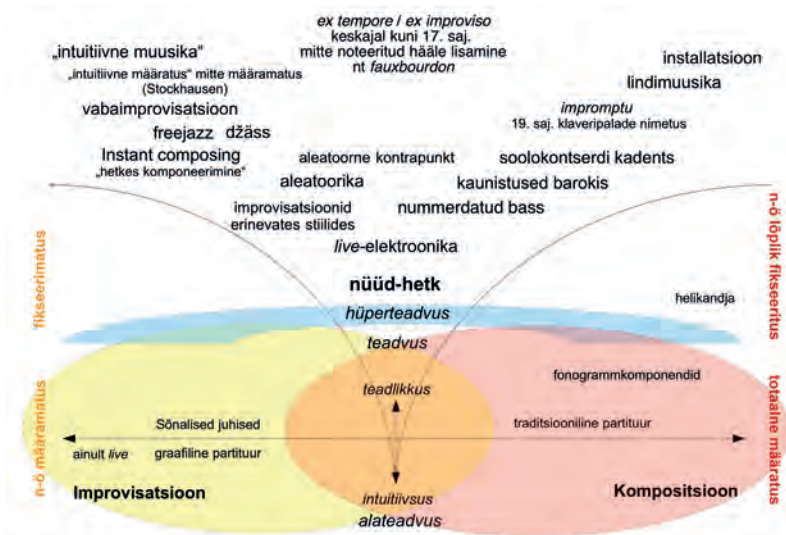 ex tempore / ex improviso
keskajal kuni 17. saj.
mitte noteeritud hääle lisamine
nt fauxbourdon
„intuitiivne muusika“
„intuitiivne määratus“ mitte määramatus
(Stockhausen)
vabaimprovisatsioon
freejazz džäss
Instant composing
„hetkes komponeerimine“
installatsioon
lindimuusika
impromptu
19. saj. klaveripalade nimetus
aleatoorne kontrapunkt
soolokontserdi kadents
aleatoorika
kaunistused barokis
improvisatsioonid
erinevates stiilides
nummerdatud bass
live-elektroonika
nüüd-hetk
hüperteadvus
teadvus
teadlikkus
helikandja
fonogrammkomponendid
Sõnalised juhised
traditsiooniline partituur
ainult live
graafiline partituur
Improvisatsioon
intuitiivsus
alateadvus
Kompositsioon
fikseerimatus
n-ö määramatus
n-ö lõplik fikseeritus
totaalne määratus